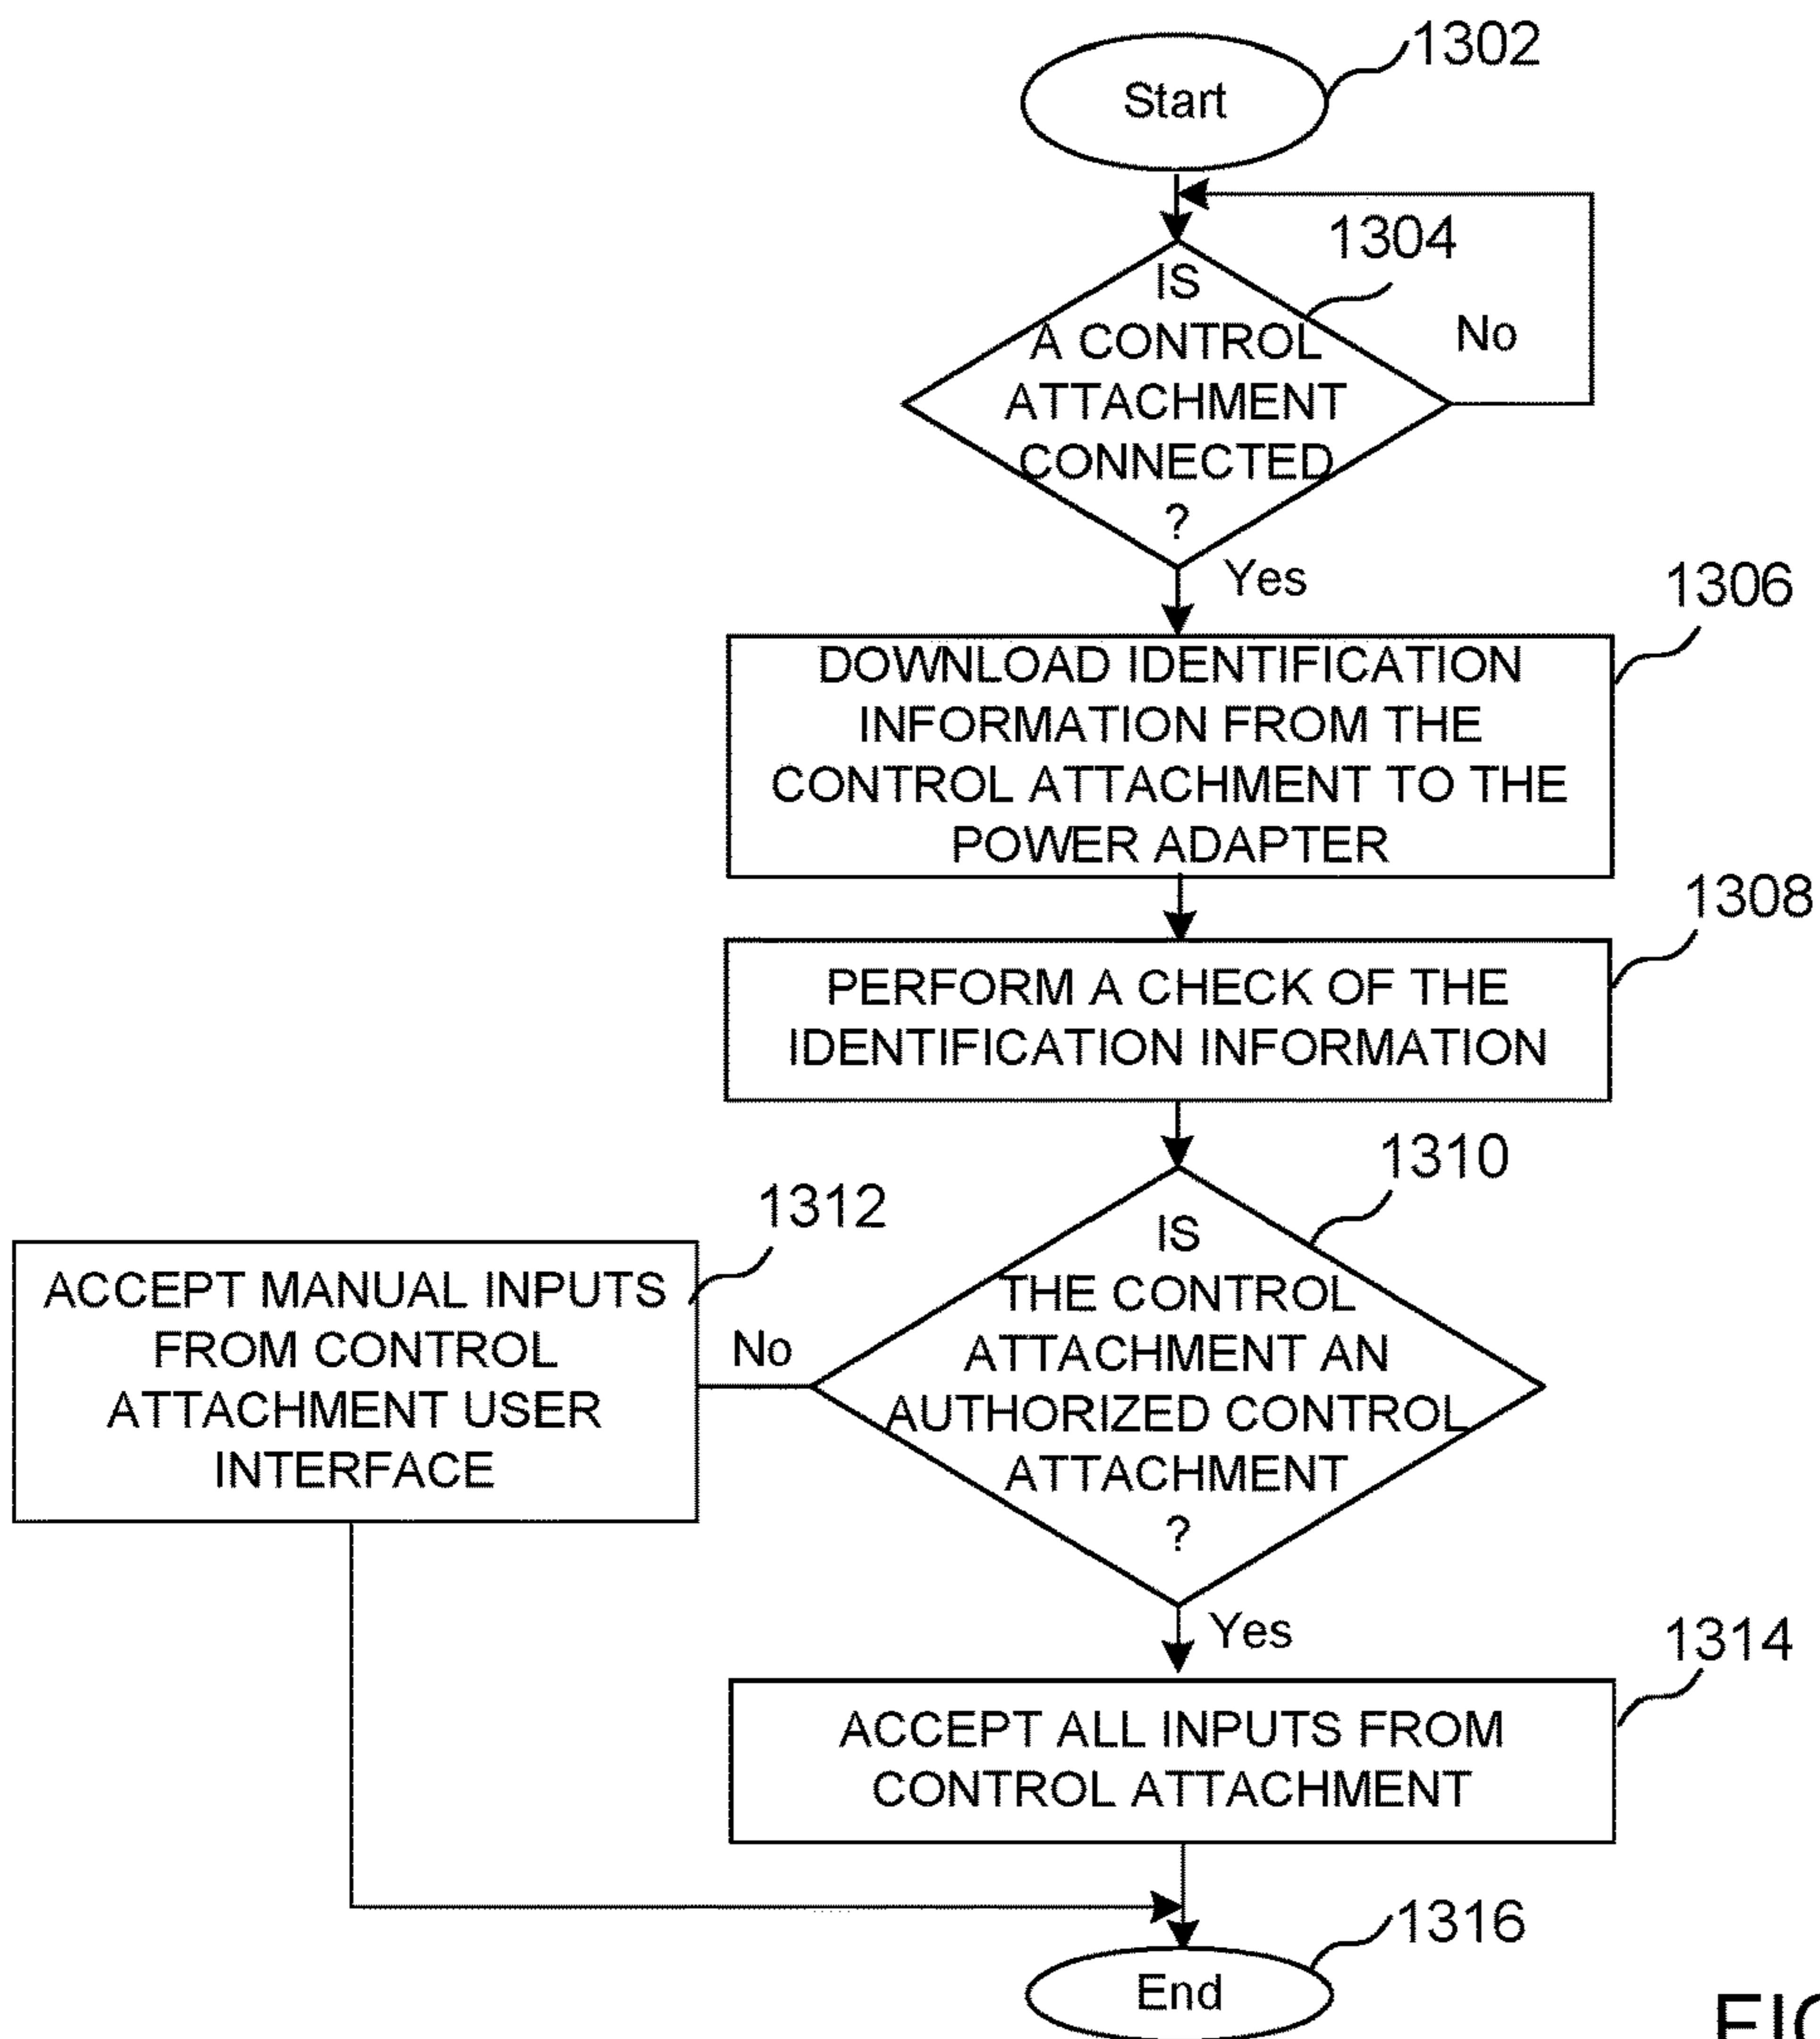 1302
Start
1304
IS
A CONTROL
ATTACHMENT
CONNECTED
?
No
Yes
1306
DOWNLOAD IDENTIFICATION
INFORMATION FROM THE
CONTROL ATTACHMENT TO THE
POWER ADAPTER
1308
PERFORM A CHECK OF THE
IDENTIFICATION INFORMATION
1310
IS
THE CONTROL
ATTACHMENT AN
AUTHORIZED CONTROL
ATTACHMENT
?
No
1312
ACCEPT MANUAL INPUTS
FROM CONTROL
ATTACHMENT USER
INTERFACE
Yes
1314
ACCEPT ALL INPUTS FROM
CONTROL ATTACHMENT
1316
End